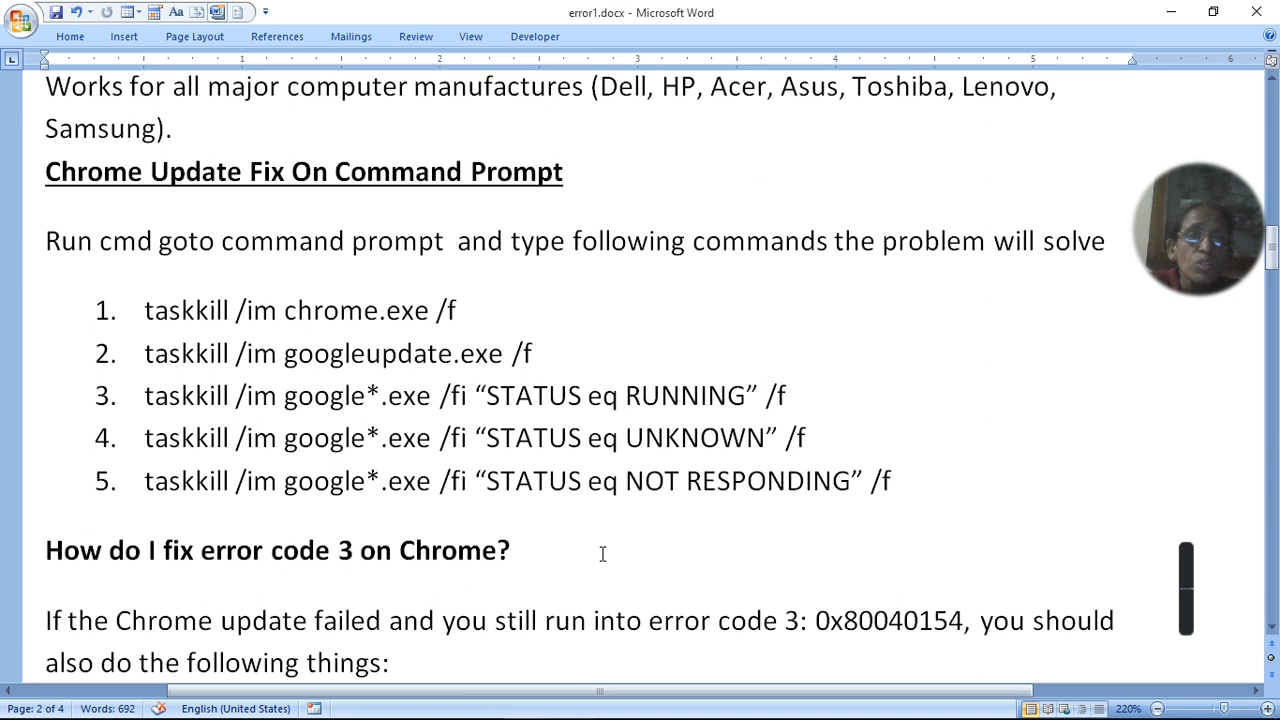 error1.docx - Microsoft Word
Home Insert Page Layout References Mailings Review View Developer
1 2 3 4 5 6
Works for all major computer manufactures (Dell, HP, Acer, Asus, Toshiba, Lenovo,
Samsung).
Chrome Update Fix On Command Prompt
Run cmd goto command prompt  and type following commands the problem will solve
1. taskkill /im chrome.exe /f
2. taskkill /im googleupdate.exe /f
3. taskkill /im google*.exe /fi “STATUS eq RUNNING” /f
4. taskkill /im google*.exe /fi “STATUS eq UNKNOWN” /f
5. taskkill /im google*.exe /fi “STATUS eq NOT RESPONDING” /f
How do I fix error code 3 on Chrome?
If the Chrome update failed and you still run into error code 3: 0x80040154, you should
also do the following things:
Page: 2 of 4 Words: 692 English (United States) 220%